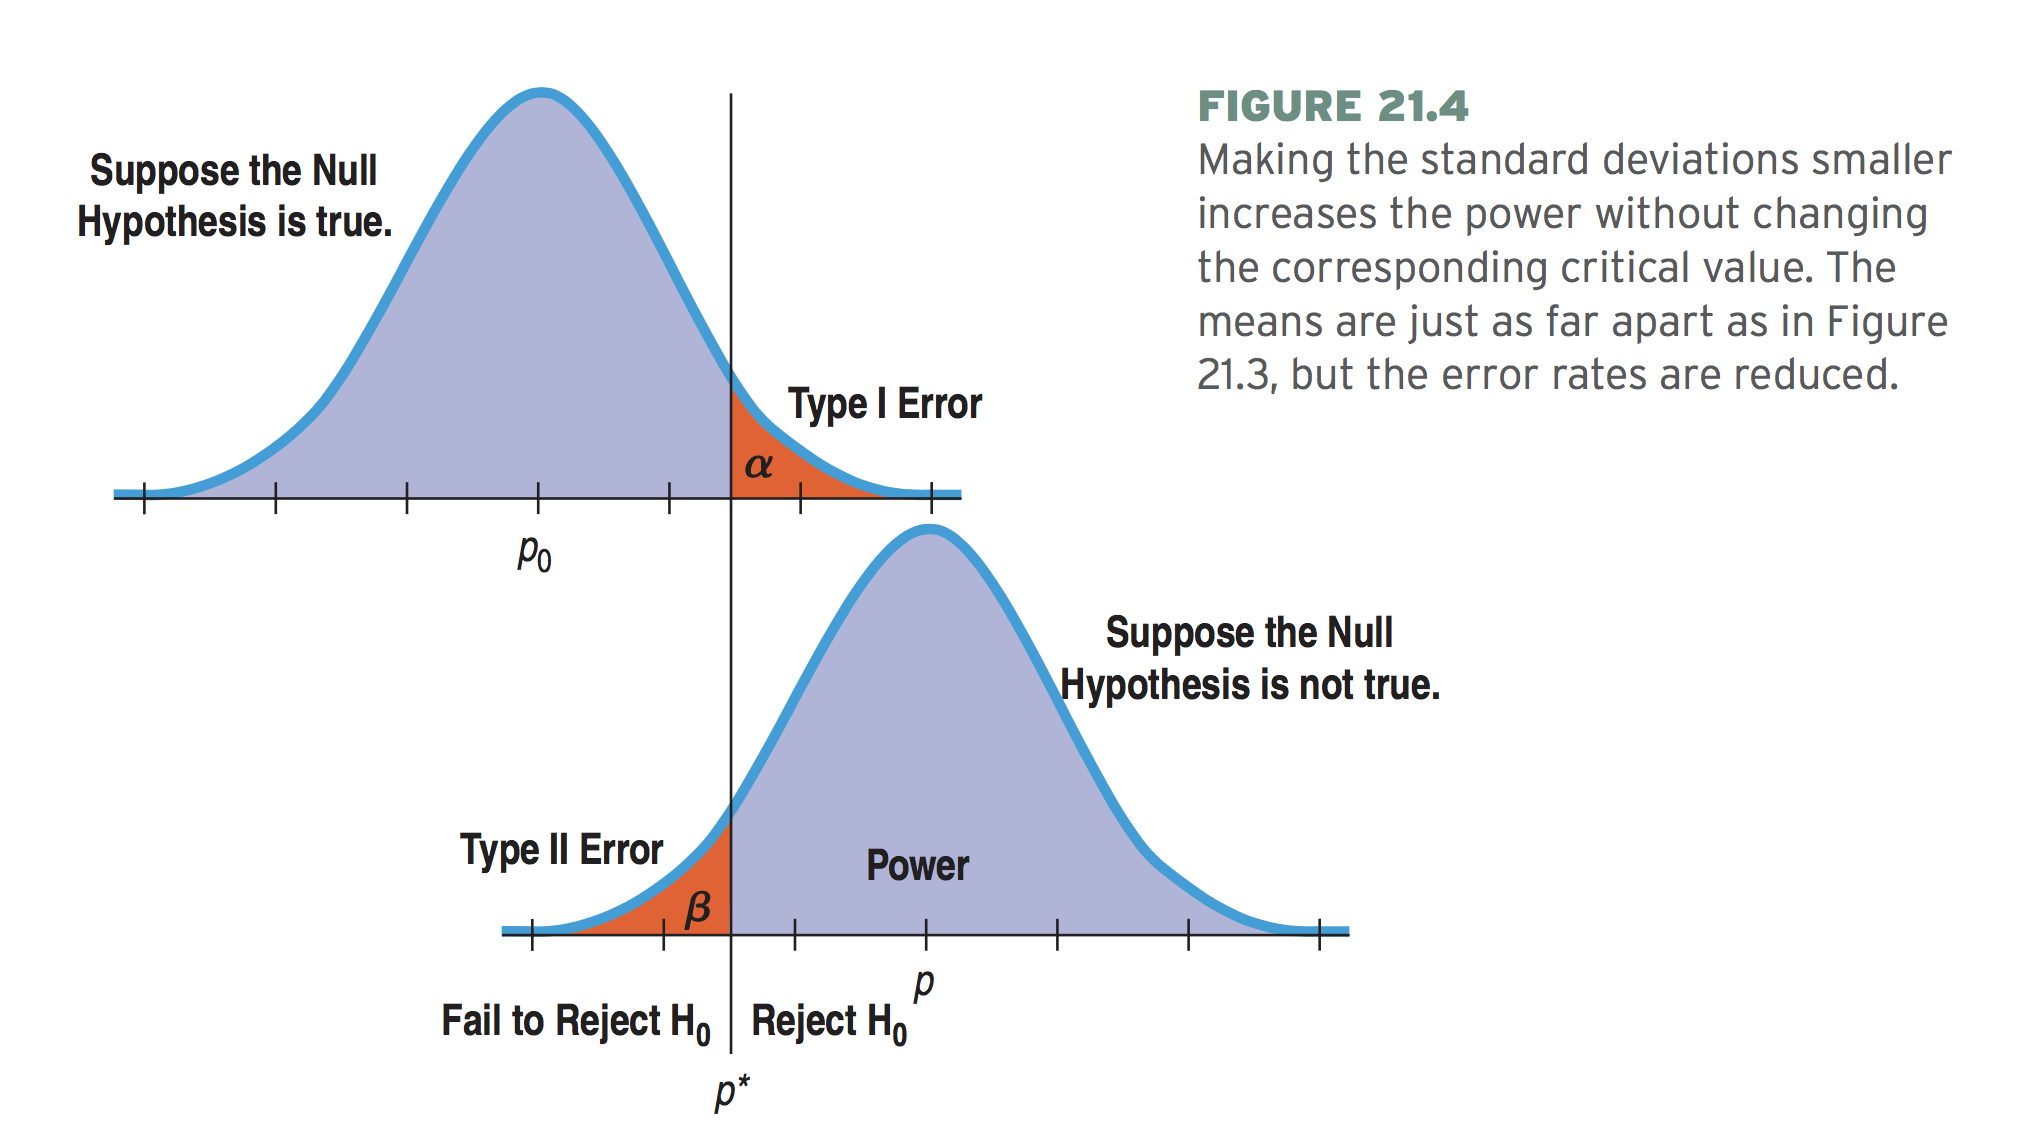 FIGURE 21.4
Making the standard deviations smaller
increases the power without changing
the corresponding critical value. The
means are just as far apart as in Figure
21.3, but the error rates are reduced.
Suppose the Null
Hypothesis is true.
Type I Error
α
p0
Suppose the Null
Hypothesis is not true.
Type II Error
Power
β
p
Fail to Reject H0
Reject H0
p*